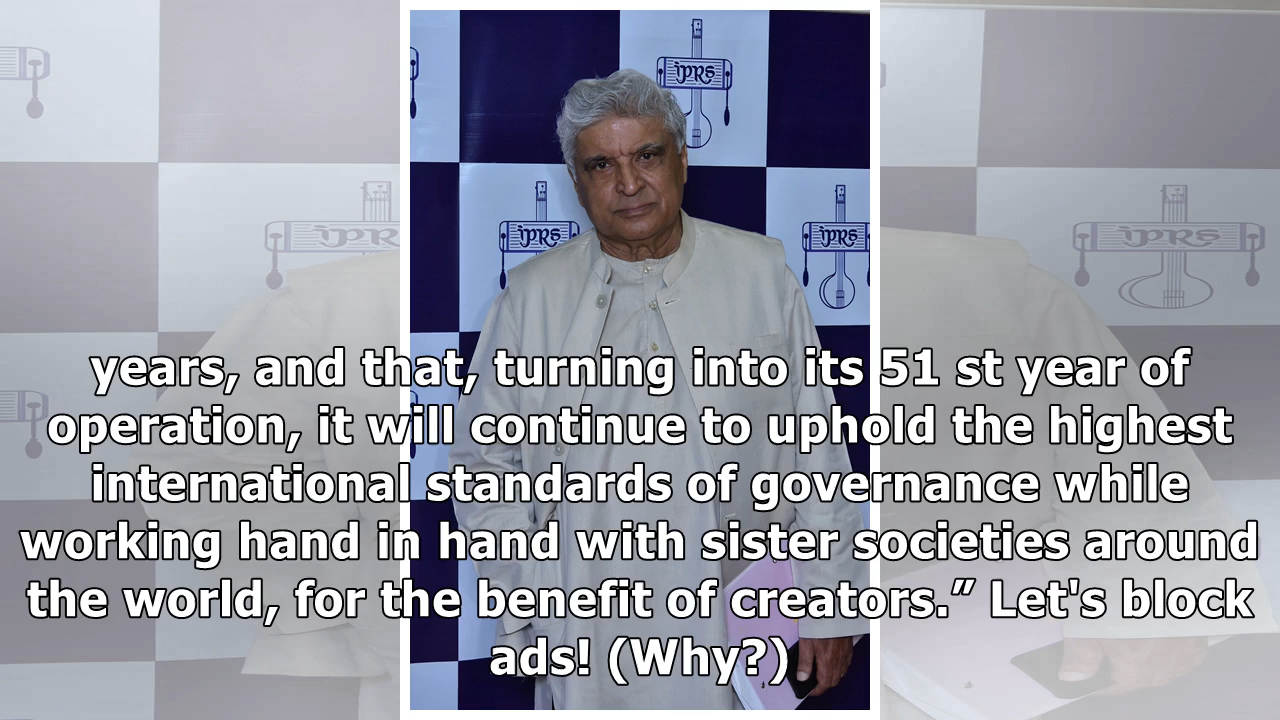 iPRS
iPRS iPRS
iPR iPRS
years, and that, turning into its 51 st year of
operation, it will continue to uphold the highest
international standards of governance while
working hand in hand with sister societies around
the world, for the benefit of creators.” Let's block
ads! (Why?)